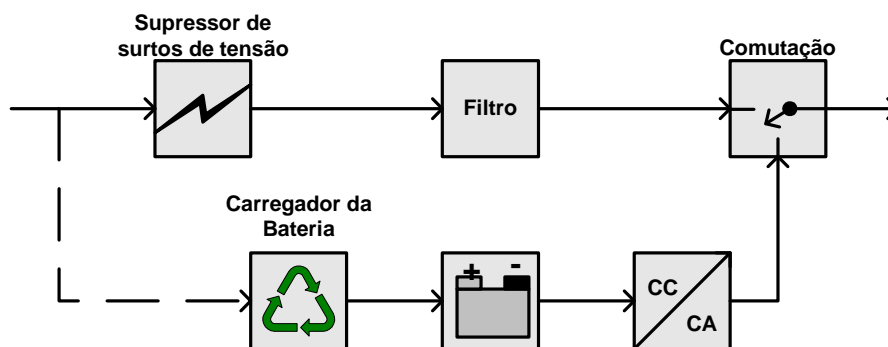 Supressor de
surtos de tensão
Comutação
Filtro
Carregador da
Bateria
+ -
CC
CA